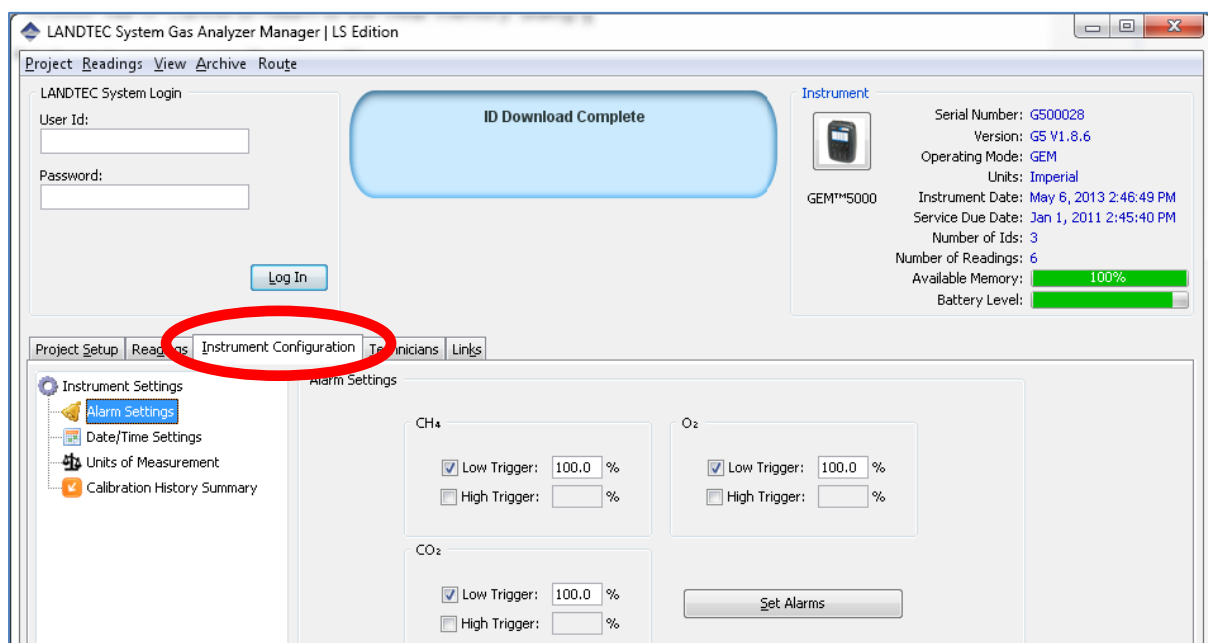 LANDTEC System Gas Analyzer Manager | LS Edition
Project Readings View Archive Route
LANDTEC System Login
User Id:
Password:
Log In
ID Download Complete
Instrument
GEM™5000
Serial Number: G500028
Version: G5 V1.8.6
Operating Mode: GEM
Units: Imperial
Instrument Date: May 6, 2013 2:46:49 PM
Service Due Date: Jan 1, 2011 2:45:40 PM
Number of Ids: 3
Number of Readings: 6
Available Memory: 100%
Battery Level:
Project Setup Readings Instrument Configuration Technicians Links
Instrument Settings
Alarm Settings
Date/Time Settings
Units of Measurement
Calibration History Summary
Alarm Settings
CH₄
Low Trigger: 100.0 %
High Trigger: %
O₂
Low Trigger: 100.0 %
High Trigger: %
CO₂
Low Trigger: 100.0 %
High Trigger: %
Set Alarms